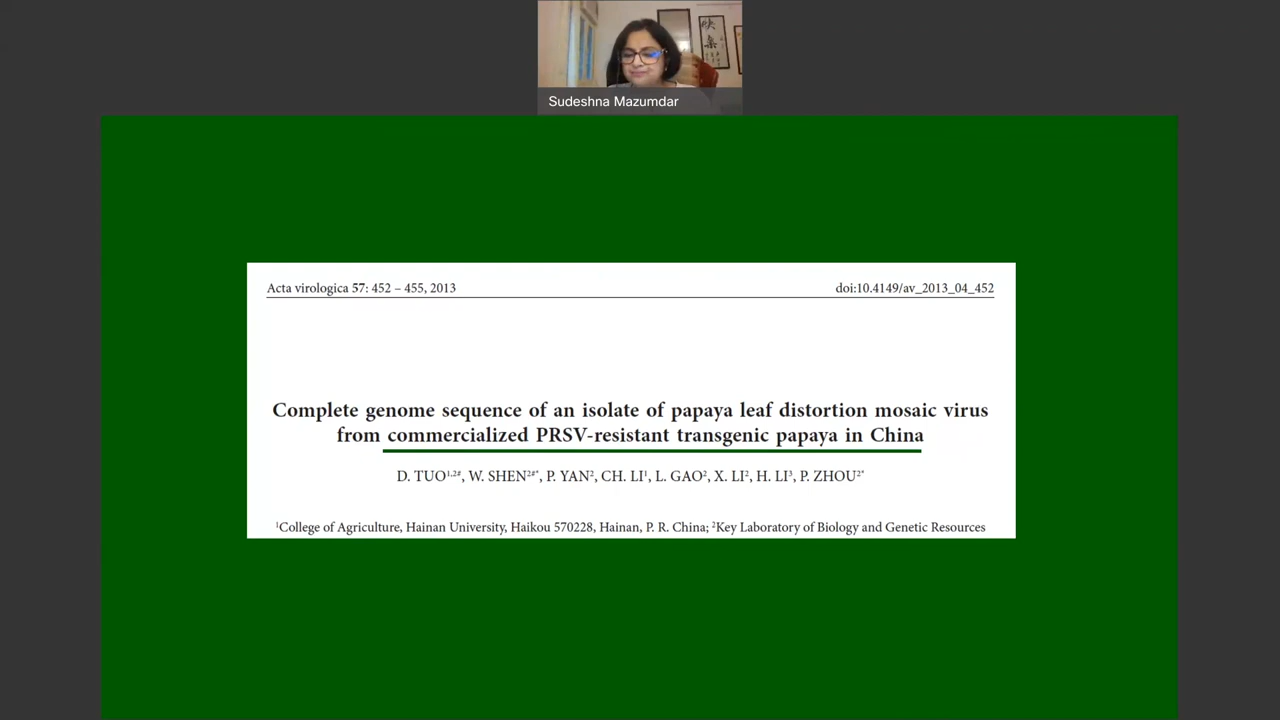 Sudeshna Mazumdar
Acta virologica 57: 452 – 455, 2013
doi:10.4149/av_2013_04_452
Complete genome sequence of an isolate of papaya leaf distortion mosaic virus
from commercialized PRSV-resistant transgenic papaya in China
D. TUO1,2#, W. SHEN2#*, P. YAN2, CH. LI1, L. GAO2, X. LI2, H. LI3, P. ZHOU2*
1College of Agriculture, Hainan University, Haikou 570228, Hainan, P. R. China; 2Key Laboratory of Biology and Genetic Resources